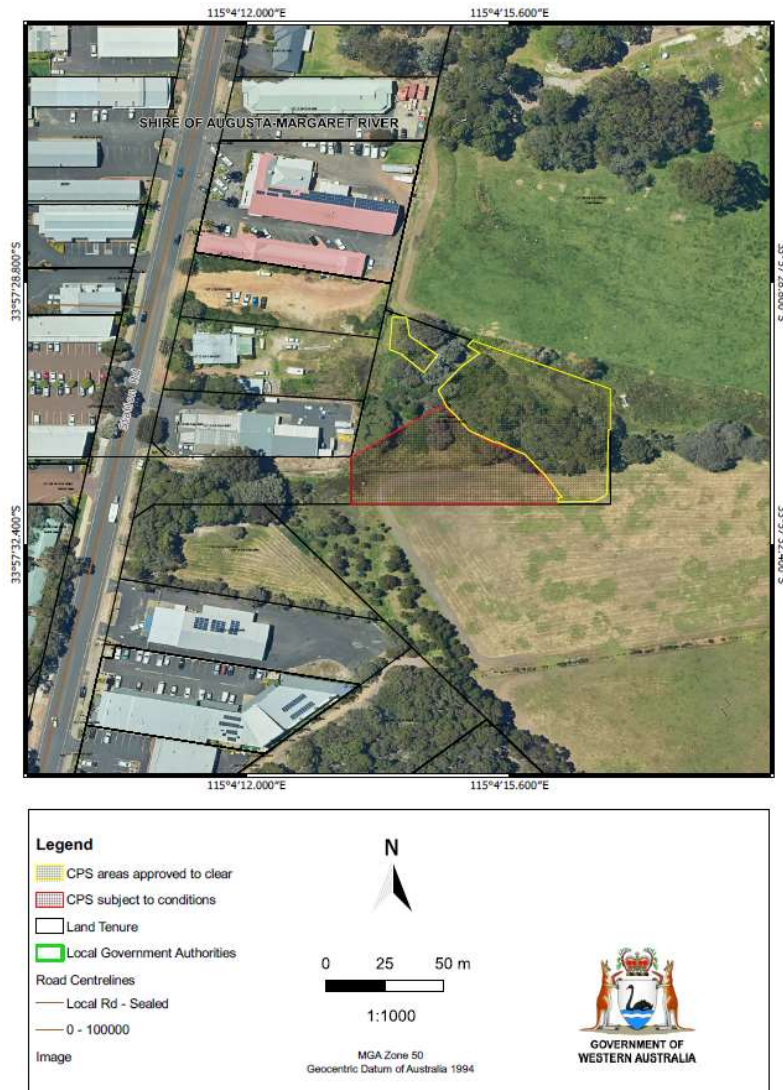 115°4'12.000"E 115°4'15.600"E
SHIRE OF AUGUSTA-MARGARET RIVER
33°57'28.800"S
33°57'32.400"S
115°4'12.000"E 115°4'15.600"E
Legend
CPS areas approved to clear
CPS subject to conditions
Land Tenure
Local Government Authorities
Road Centrelines
Local Rd - Sealed
0 - 100000
Image
N
0 25 50 m
1:1000
MGA Zone 50
Geocentric Datum of Australia 1994
GOVERNMENT OF
WESTERN AUSTRALIA